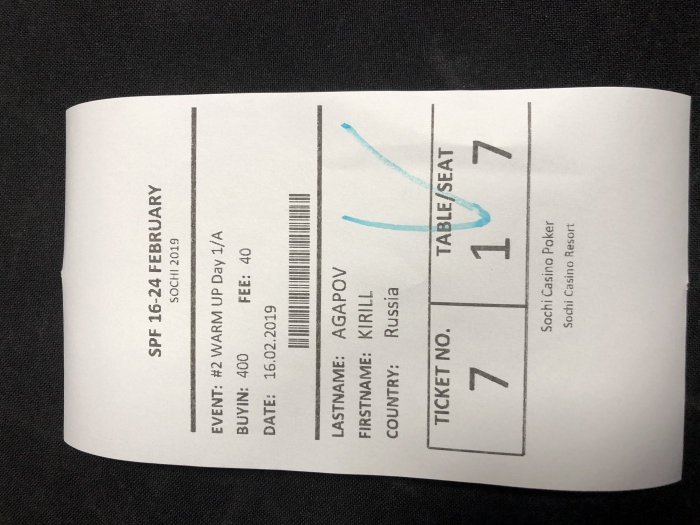 SPF 16-24 FEBRUARY
SOCHI 2019
EVENT: #2 WARM UP Day 1/A
BUYIN: 400 FEE: 40
DATE: 16.02.2019
LASTNAME: AGAPOV
FIRSTNAME: KIRILL
COUNTRY: Russia
TICKET NO. TABLE/SEAT
7 1 7
Sochi Casino Poker
Sochi Casino Resort